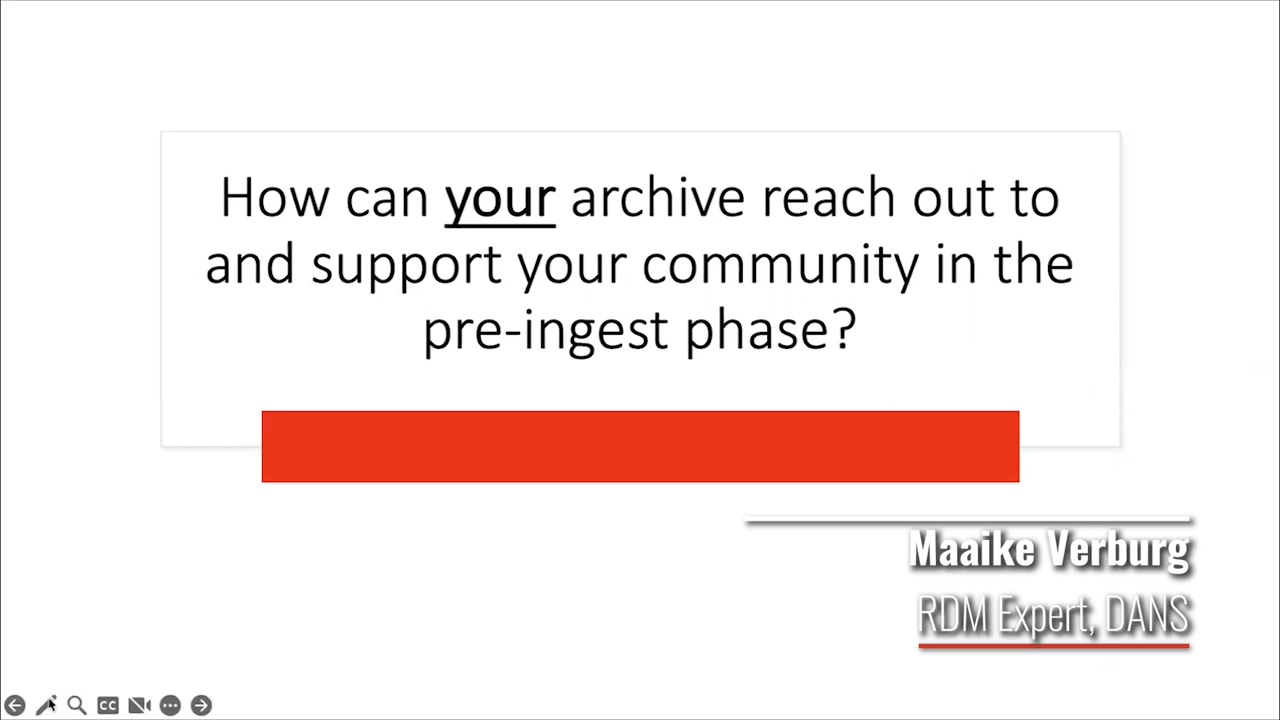 How can your archive reach out to
and support your community in the
pre-ingest phase?
Maaike Verburg
RDM Expert, DANS
CC